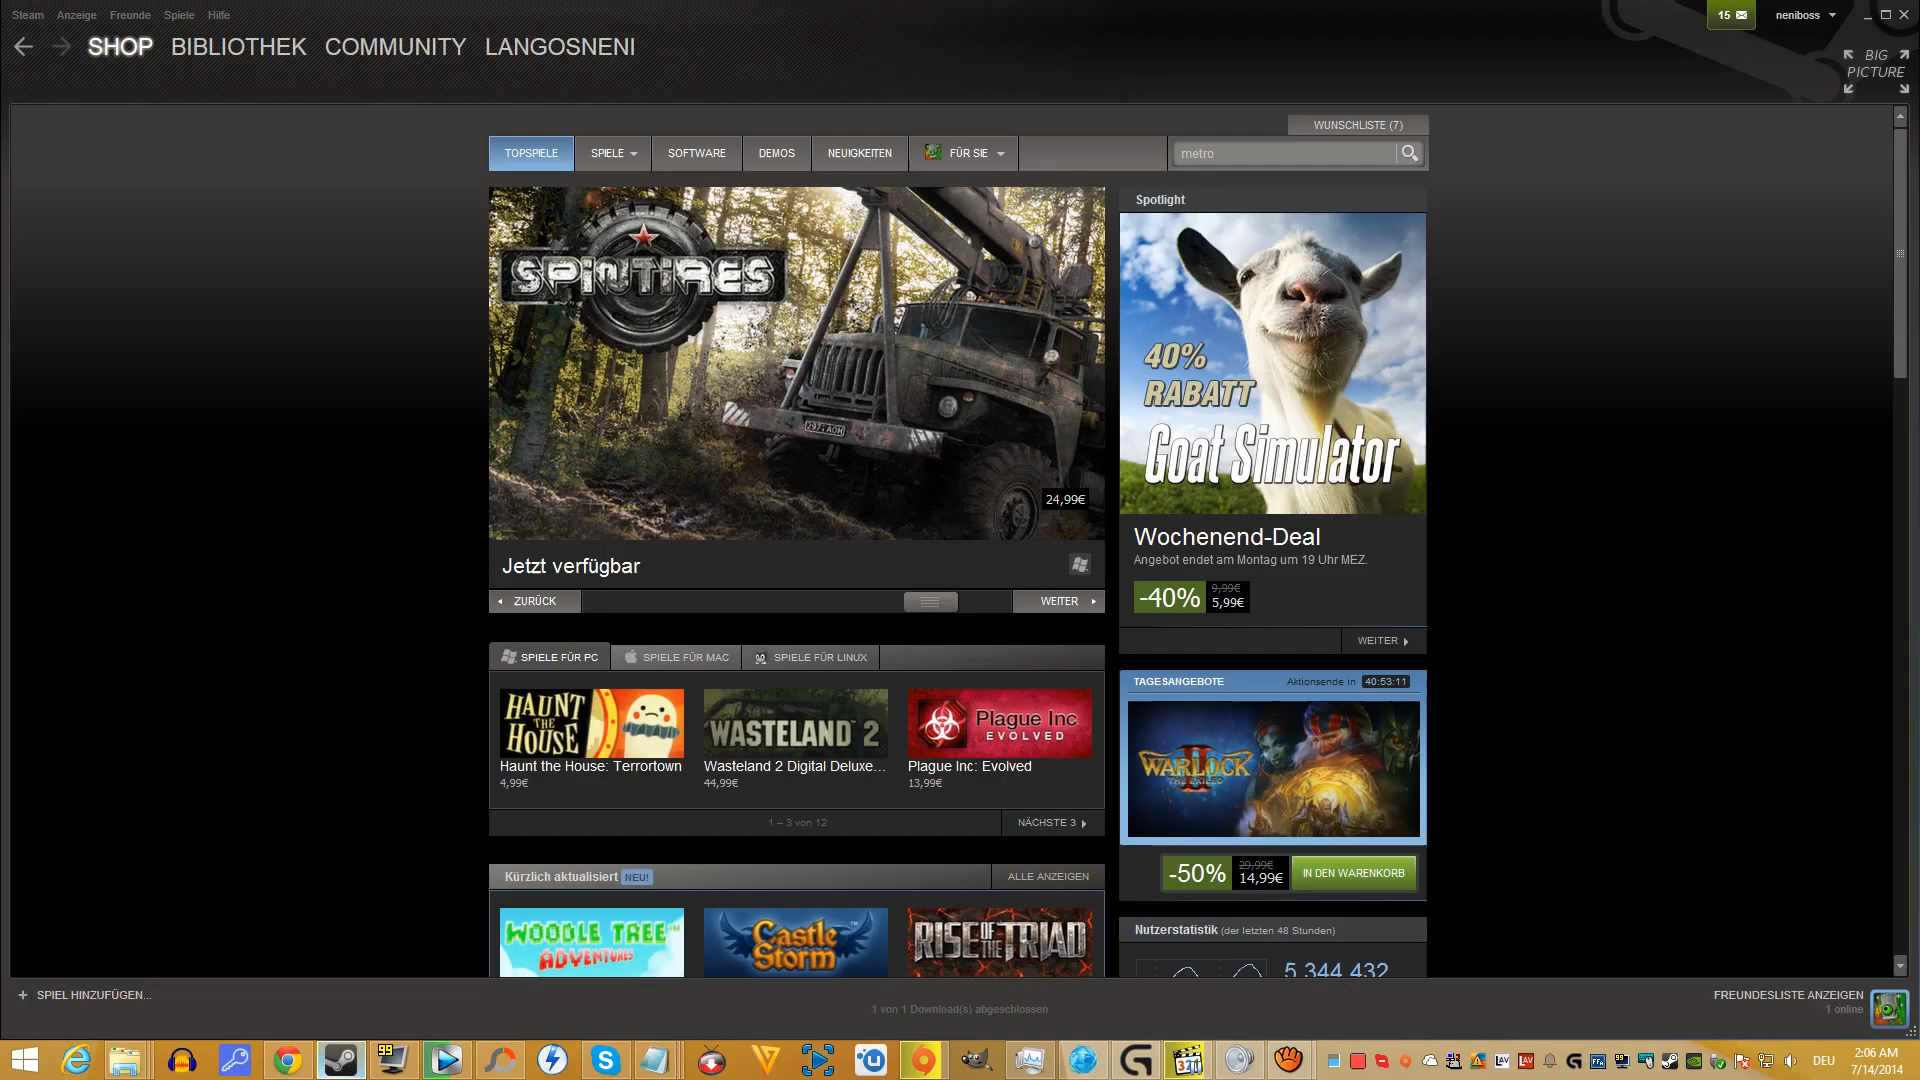 Steam Anzeige Freunde Spiele Hilfe
15
neniboss
SHOP BIBLIOTHEK COMMUNITY LANGOSNENI
BIG
PICTURE
WUNSCHLISTE (7)
TOPSPIELE SPIELE SOFTWARE DEMOS NEUIGKEITEN FÜR SIE
metro
SPINTIRES
297·AOH
24,99€
Jetzt verfügbar
ZURÜCK WEITER
Spotlight
40%
RABATT
Goat Simulator
Wochenend-Deal
Angebot endet am Montag um 19 Uhr MEZ.
-40% 9,99€
5,99€
WEITER
SPIELE FÜR PC SPIELE FÜR MAC SPIELE FÜR LINUX
HAUNT THE HOUSE
WASTELAND 2
Plague Inc
EVOLVED
Haunt the House: Terrortown
4,99€
Wasteland 2 Digital Deluxe...
44,99€
Plague Inc: Evolved
13,99€
1 – 3 von 12
NÄCHSTE 3
TAGESANGEBOTE Aktionsende in 40:53:11
WARLOCK II
THE EXILED
-50% 29,99€
14,99€
IN DEN WARENKORB
Kürzlich aktualisiert NEU!
ALLE ANZEIGEN
WOODLE TREE
ADVENTURES
Castle
Storm
RISE OF THE TRIAD
Nutzerstatistik (der letzten 48 Stunden)
5,344,432
SPIEL HINZUFÜGEN...
1 von 1 Download(s) abgeschlossen
FREUNDESLISTE ANZEIGEN
1 online
99
DEU
2:06 AM
7/14/2014